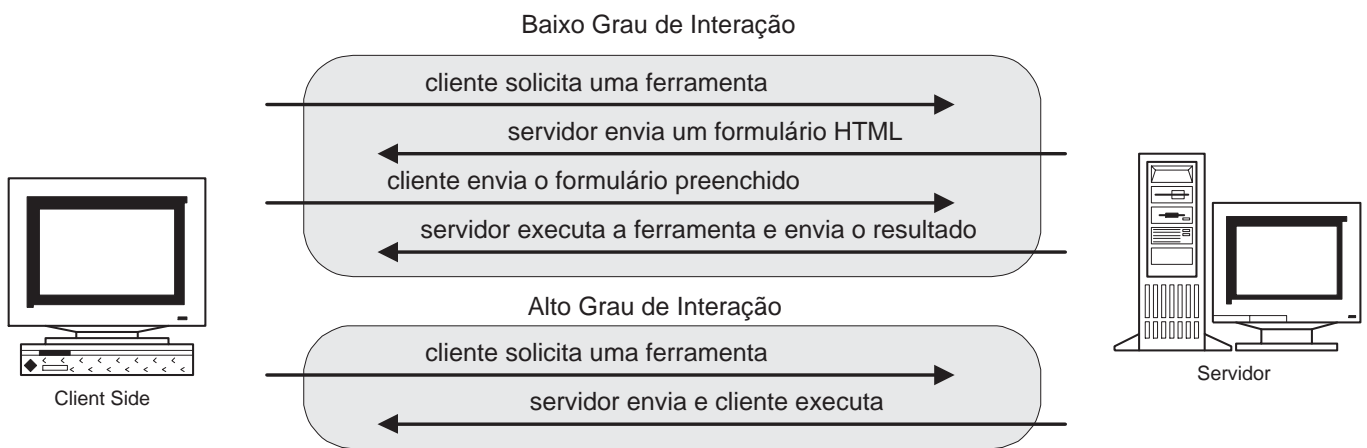 Baixo Grau de Interação
cliente solicita uma ferramenta
servidor envia um formulário HTML
cliente envia o formulário preenchido
servidor executa a ferramenta e envia o resultado
Alto Grau de Interação
cliente solicita uma ferramenta
servidor envia e cliente executa
Client Side
Servidor